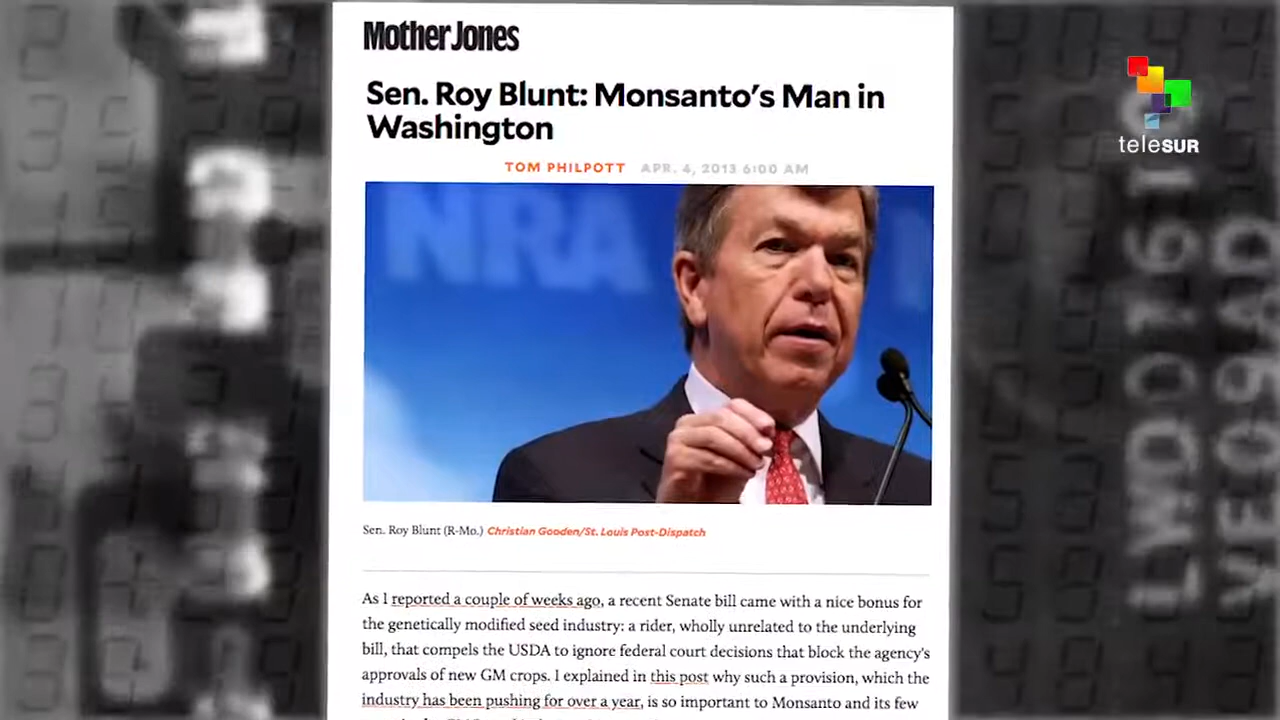 Mother Jones
Sen. Roy Blunt: Monsanto's Man in
Washington
TOM PHILPOTT APR. 4, 2013 6:00 AM
NRA
Sen. Roy Blunt (R-Mo.) Christian Gooden/St. Louis Post-Dispatch
As I reported a couple of weeks ago, a recent Senate bill came with a nice bonus for
the genetically modified seed industry: a rider, wholly unrelated to the underlying
bill, that compels the USDA to ignore federal court decisions that block the agency's
approvals of new GM crops. I explained in this post why such a provision, which the
industry has been pushing for over a year, is so important to Monsanto and its few
teleSUR